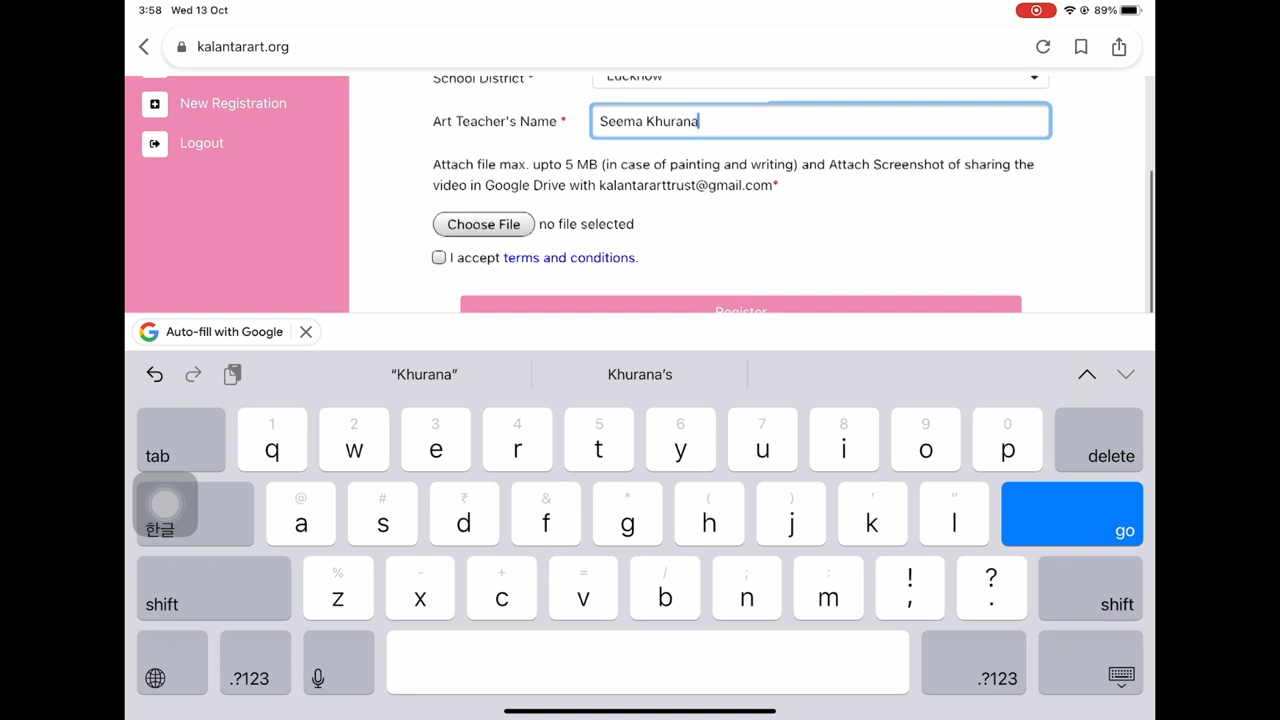 3:58 Wed 13 Oct
89%
kalantarart.org
New Registration
Logout
School District *
Lucknow
Art Teacher's Name *
Seema Khurana
Attach file max. upto 5 MB (in case of painting and writing) and Attach Screenshot of sharing the
video in Google Drive with kalantararttrust@gmail.com*
Choose File no file selected
I accept terms and conditions.
Register
Auto-fill with Google
“Khurana” Khurana’s
1 2 3 4 5 6 7 8 9 0
tab q w e r t y u i o p delete
@ # ₹ & * ( ) ' "
한글 a s d f g h j k l go
% - + = / ; : ! ?
shift z x c v b n m , . shift
.?123 .?123